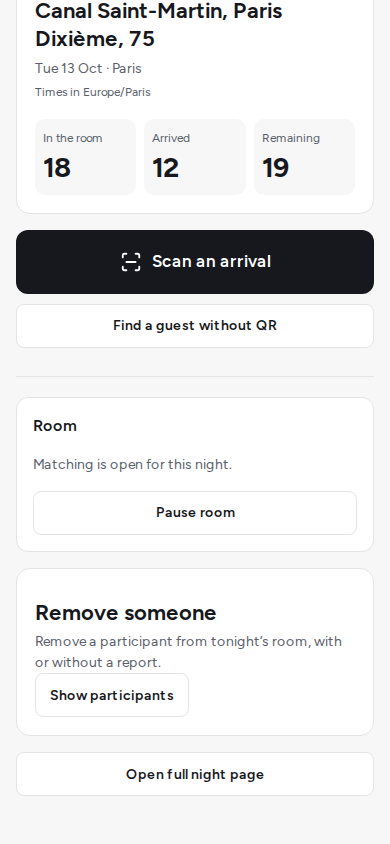 Canal Saint-Martin, Paris
Dixième, 75
Tue 13 Oct · Paris
Times in Europe/Paris
In the room
18
Arrived
12
Remaining
19
Scan an arrival
Find a guest without QR
Room
Matching is open for this night.
Pause room
Remove someone
Remove a participant from tonight’s room, with
or without a report.
Show participants
Open full night page